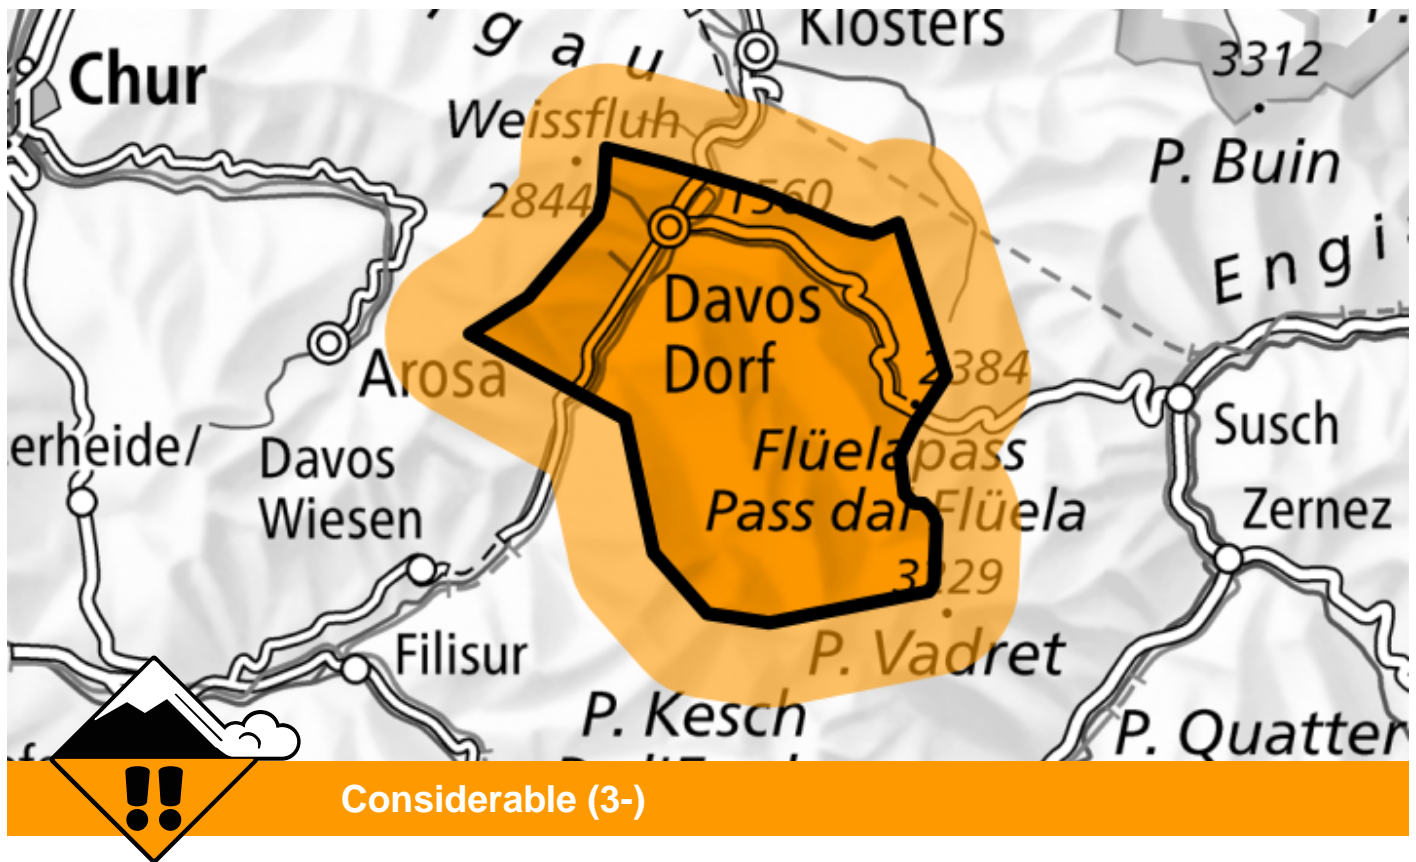 Klosters
g a u
3312
Chur
Weissfluh
P. Buin
2844
1560
Engi
Davos
Dorf
Arosa
2384
Susch
erheide/
Davos
Wiesen
Flüelapass
Pass dal Flüela
Zernez
3229
Filisur
P. Vadret
P. Kesch
P. Quatter
Considerable (3-)